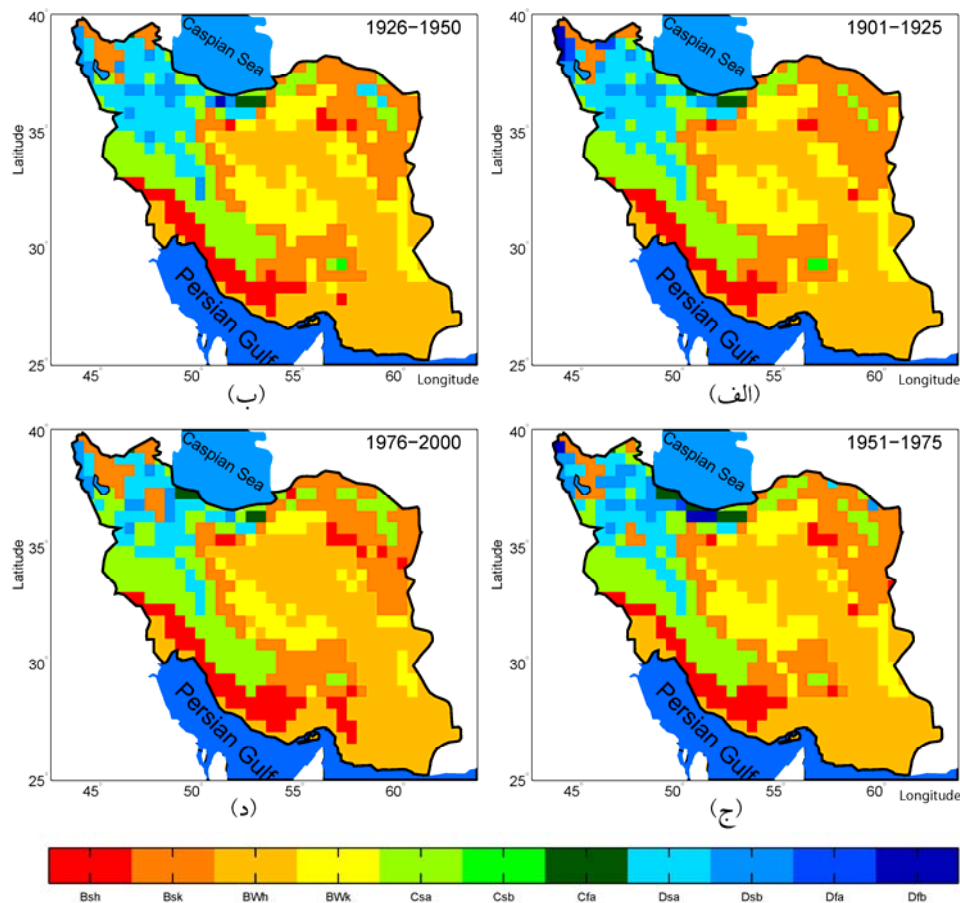 1926-1950
Caspian Sea
40
35
30
25
Latitude
Persian Gulf
45
50
55
60
Longitude
(ب)
1901-1925
Caspian Sea
40
35
30
25
Latitude
Persian Gulf
45
50
55
60
Longitude
(الف)
1976-2000
Caspian Sea
40
35
30
25
Latitude
Persian Gulf
45
50
55
60
(د)
1951-1975
Caspian Sea
40
35
30
25
Latitude
Persian Gulf
45
50
55
60
Longitude
(ج)
Bsh Bsk BWh BWk Csa Csb Cfa Dsa Dsb Dfa Dfb